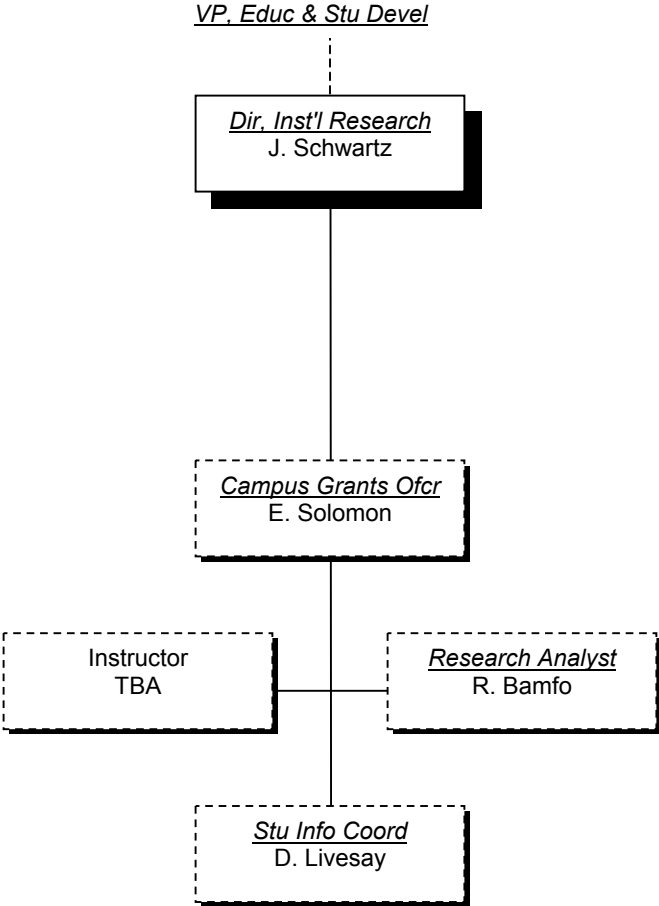 VP, Educ & Stu Devel
Dir, Inst'l Research
J. Schwartz
Campus Grants Ofcr
E. Solomon
Instructor
TBA
Research Analyst
R. Bamfo
Stu Info Coord
D. Livesay